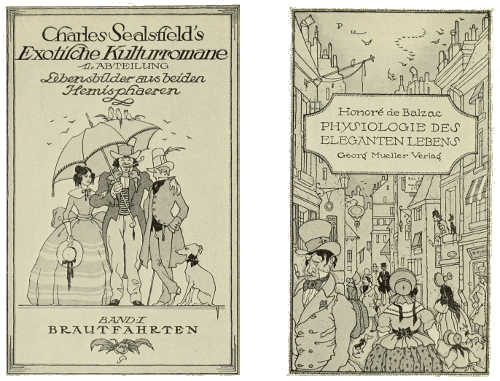 Charles Sealsfield's
Exotische Kulturromane
II. ABTEILUNG
Lebensbilder aus beiden
Hemisphaeren
BAND·I
BRAUTFAHRTEN
Honoré de Balzac
PHYSIOLOGIE DES
ELEGANTEN LEBENS
Georg Mueller Verlag